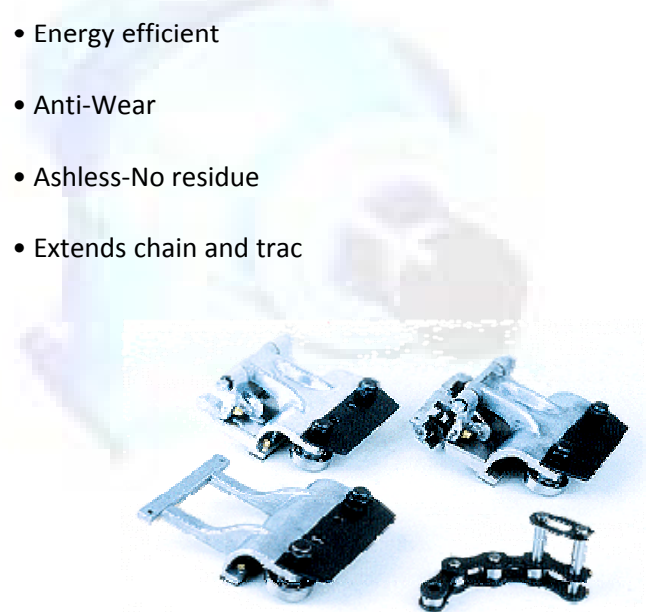 • Energy efficient
• Anti-Wear
• Ashless-No residue
• Extends chain and trac